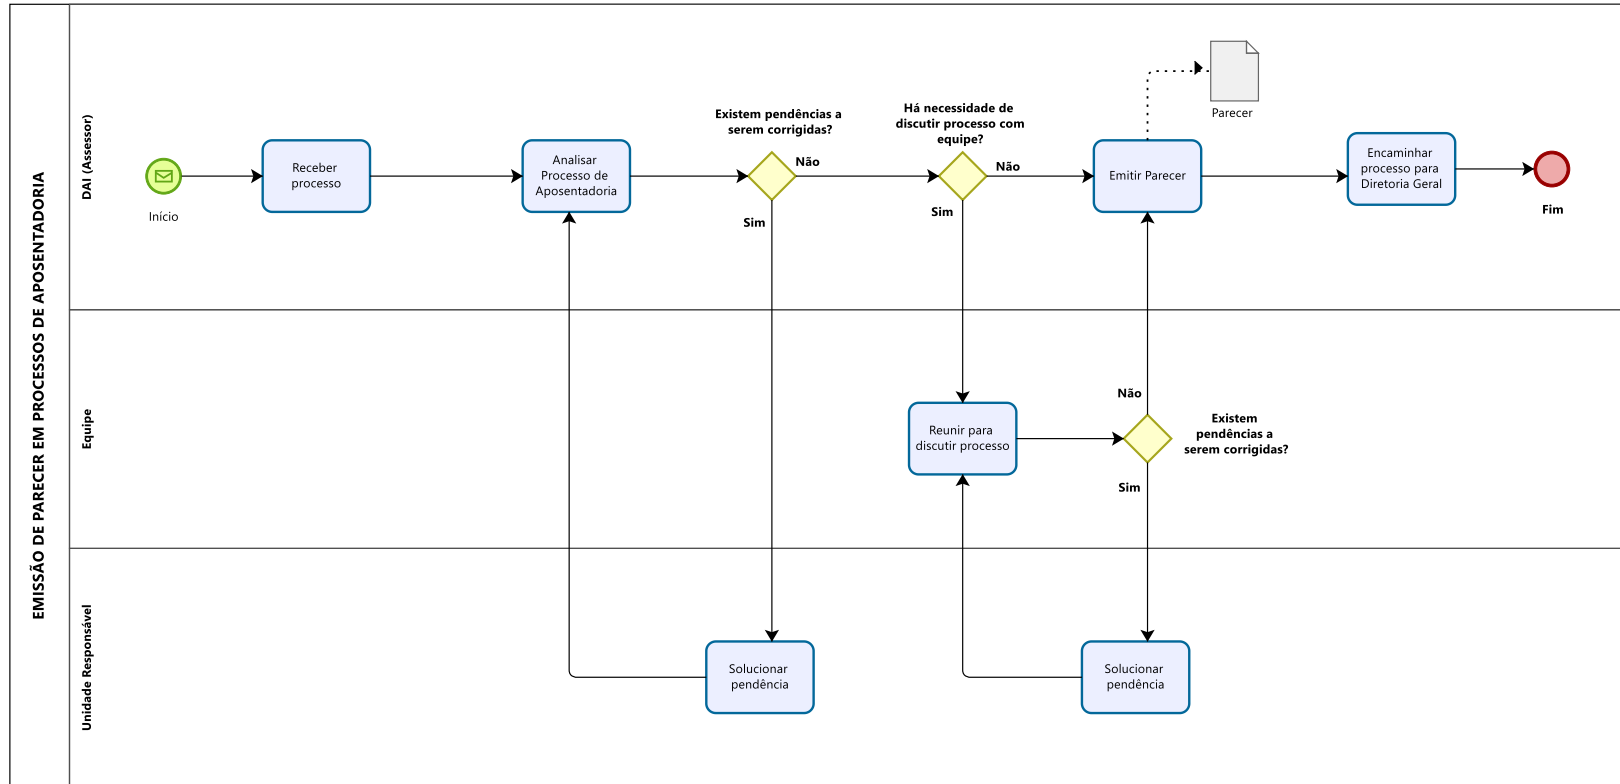 EMISSÃO DE PARECER EM PROCESSOS DE APOSENTADORIA
DAI (Assessor)
Início
Receber
processo
Analisar
Processo de
Aposentadoria
Existem pendências a
serem corrigidas?
Não
Sim
Há necessidade de
discutir processo com
equipe?
Não
Sim
Emitir Parecer
Parecer
Encaminhar
processo para
Diretoria Geral
Fim
Equipe
Reunir para
discutir processo
Não
Existem
pendências a
serem corrigidas?
Sim
Unidade Responsável
Solucionar
pendência
Solucionar
pendência